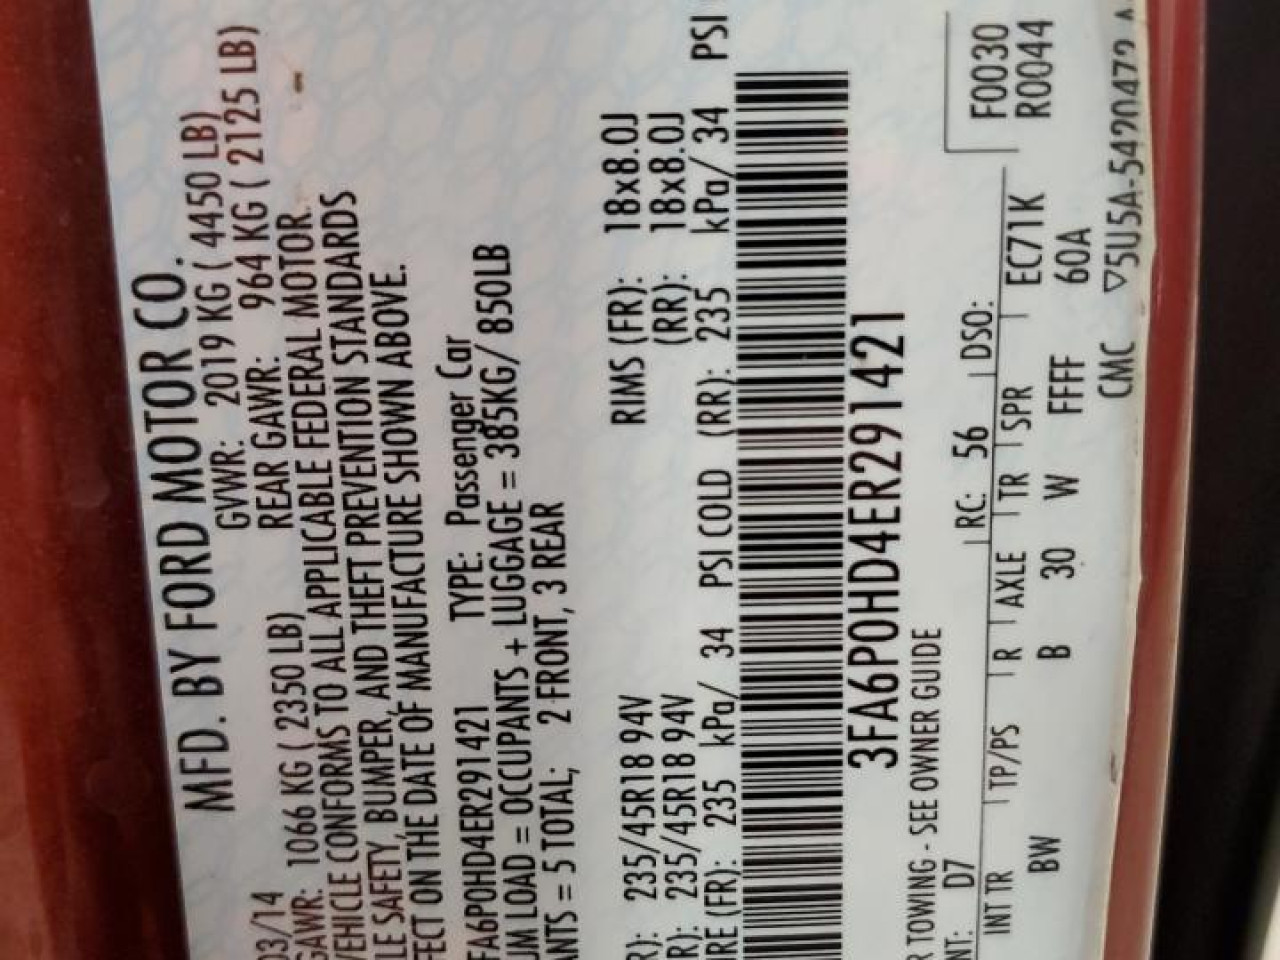 MFD. BY FORD MOTOR CO.
03/14 GVWR: 2019 KG ( 4450 LB)
GAWR: 1066 KG ( 2350 LB) REAR GAWR: 964 KG ( 2125 LB)
VEHICLE CONFORMS TO ALL APPLICABLE FEDERAL MOTOR
LE SAFETY, BUMPER, AND THEFT PREVENTION STANDARDS
FECT ON THE DATE OF MANUFACTURE SHOWN ABOVE.
FA6P0HD4ER291421 TYPE: Passenger Car
UM LOAD = OCCUPANTS + LUGGAGE = 385KG/ 850LB
ANTS = 5 TOTAL; 2 FRONT, 3 REAR
R): 235/45R18 94V RIMS (FR): 18x8.0J
R): 235/45R18 94V (RR): 18x8.0J
RE (FR): 235 kPa/ 34 PSI COLD (RR): 235 kPa/ 34 PSI
3FA6P0HD4ER291421
R TOWING - SEE OWNER GUIDE
NT: D7 RC: 56 DSO: F0030
R0044
INT TR TP/PS R AXLE TR SPR EC71K
BW B 30 W FFF 60A
CMC ▽5U5A-5420472-A